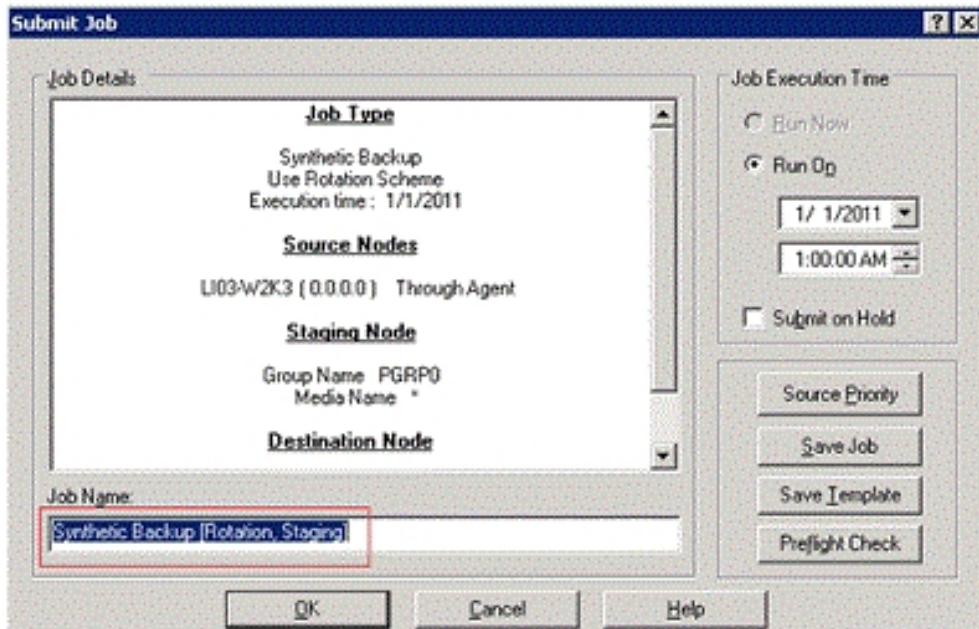 Submit Job
Job Details
Job Type
Synthetic Backup
Use Rotation Scheme
Execution time : 1/1/2011
Source Nodes
LI03-W2K3 ( 0.0.0.0 ) Through Agent
Staging Node
Group Name PGRP0
Media Name *
Destination Node
Job Name:
Synthetic Backup [Rotation, Staging]
Job Execution Time
Run Now
Run On
1/ 1/2011
1:00:00 AM
Submit on Hold
Source Priority
Save Job
Save Template
Preflight Check
OK
Cancel
Help